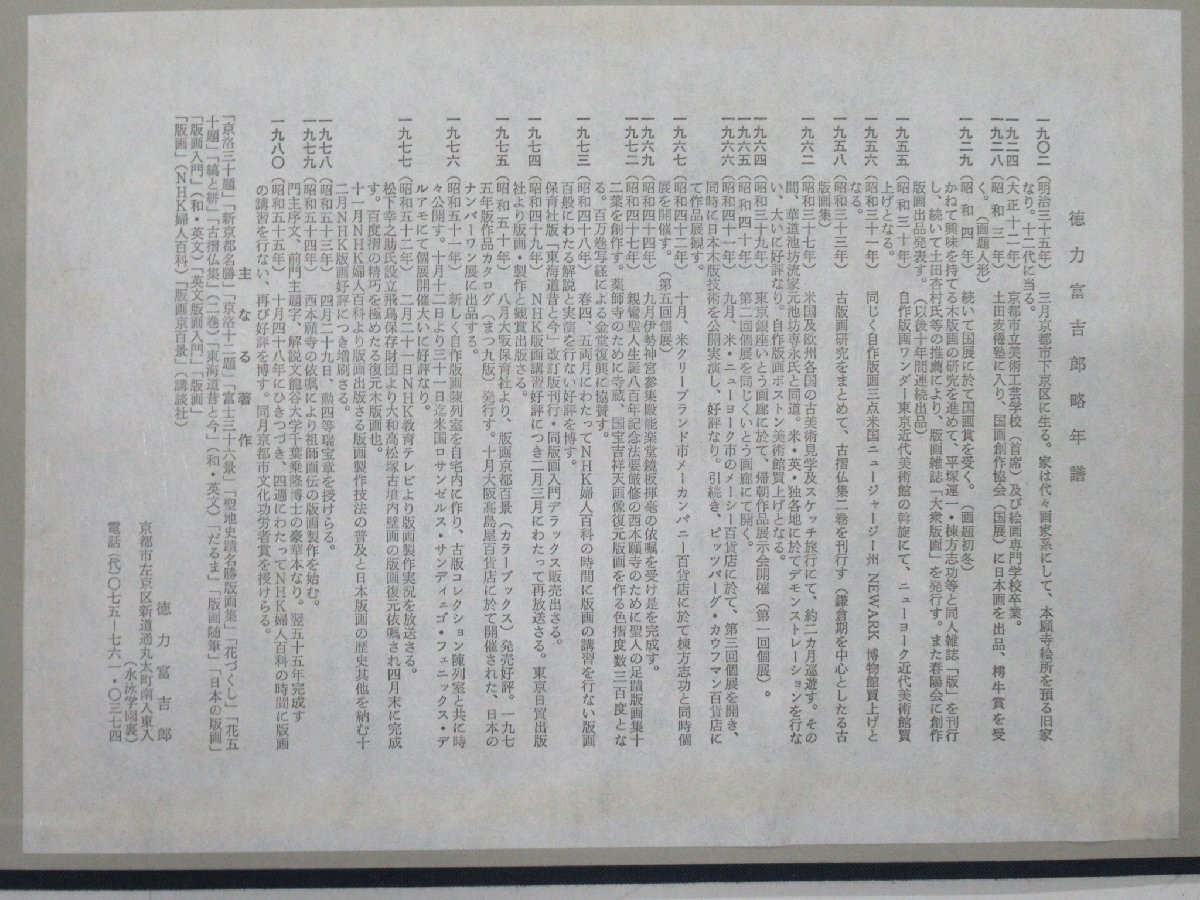 徳力富吉郎略年譜
一九〇二（明治三十五年）　三月京都市下京区に生る。家は代々画家系にして、本願寺絵所を預る旧家
なり。十二代に当る。
一九二四（大正十二年）　京都市立美術工芸学校（首席）及び絵画専門学校卒業。
一九二八（昭和三年）　土田麦僊塾に入り、国画創作協会（国展）に日本画を出品、樗牛賞を受
く。（画題人形）
一九二九（昭和四年）　続いて国展に於て国画賞を受く。（画題初冬）
かねて興味を持てる木版画の研究を進めて、平塚運一・棟方志功等と同人雑誌「版」を刊行
し、続いて土田杏村氏等の推薦により、版画雑誌「大衆版画」を発行す。また春陽会に創作
版画出品発表す。（以後十年間連続出品）
一九五五（昭和三十年）　自作版画ワンダー東京近代美術館の斡旋にて、ニューヨーク近代美術館買
上げとなる。
一九五六（昭和三十一年）　同じく自作版画三点米国ニュージャージー州 NEWARK 博物館買上げと
なる。
一九五八（昭和三十三年）　古版画研究をまとめて、古摺仏集二巻を刊行す（鎌倉期を中心としたる古
版画集）
一九六二（昭和三十七年）　米国及欧州各国の古美術見学及スケッチ旅行にて、約二カ月巡遊す。その
間、華道池坊流家元池坊専永氏と同道。米・英・独各地に於てデモンストレーションを行な
い、大いに好評なり。自作版画ボストン美術館買上げとなる。
一九六四（昭和三十九年）　東京銀座いとう画廊に於て、帰朝作品展示会開催（第一回個展）。
一九六五（昭和四十年）　第二回個展を同じくいとう画廊にて開く。
一九六六（昭和四十一年）　九月、米・ニューヨーク市のメーシー百貨店に於て、第三回個展を開き、
同時に日本木版技術を公開実演し、好評なり。引続き、ピッツバーグ・カウフマン百貨店に
て作品展観す。
一九六七（昭和四十二年）　十月、米クリーブランド市メーカンパニー百貨店に於て棟方志功と同時個
展を開催す。（第五回個展）
一九六九（昭和四十四年）　九月伊勢神宮参集殿能楽堂鏡板揮毫の依嘱を受け是を完成す。
一九七二（昭和四十七年）　親鸞聖人生誕八百年記念法要厳修の西本願寺のために聖人の足蹟版画集十
二葉を創作す。薬師寺のために寺蔵、国宝吉祥天画像復元版画を作る色摺度数三百度とな
る。百万巻写経による金堂復興に協賛す。
一九七三（昭和四十八年）　春四、五両月にわたってNHK婦人百科の時間に版画の講習を行ない版画
百般にわたる解説と実演を行ない好評を博す。
保育社版「東海道昔と今」改訂版刊行・同版画入門デラックス版売出さる。
一九七四（昭和四十九年）　NHK版画講習好評につき二月三月にわたって再放送さる。東京日貿出版
社より版画・製作と観賞出版さる。
一九七五（昭和五十年）　八月大阪保育社より、版画京都百景（カラーブックス）発売好評。一九七
五年版作品カタログ（まつ九版）発行す。十月大阪高島屋百貨店に於て開催された、日本の
ナンバーワン展に出品する。
一九七六（昭和五十一年）　新しく自作版画陳列室を自宅内に作り、古版コレクション陳列室と共に時
々公開す。十月十二日より三十一日迄米国ロサンゼルス・サンディェゴ・フェニックス・デ
ルアモにて個展開催大いに好評なり。
一九七七（昭和五十二年）　二月二十一日NHK教育テレビより版画製作実況を放送さる。
松下幸之助氏設立飛鳥保存財団より大和高松塚古墳内壁画の版画復元依嘱され四月末に完成
す。百度摺の精巧を極めたる復元木版画也。
十一月NHK婦人百科より版画出版さる版画製作技法の普及と日本版画の歴史其他を納む十
二月NHK版画好評につき増刷さる。
一九七八（昭和五十三年）　四月二十九日、勲四等瑞宝章を授けらる。
一九七九（昭和五十四年）　西本願寺の依嘱により祖師画伝の版画製作を始む。
門主序文、前門主題字、解説文龍谷大学千葉乗隆博士の豪華本なり。翌五十五年完成す
一九八〇（昭和五十五年）　十月四十八年にひきつづき、四週にわたってNHK婦人百科の時間に版画
の講習を行ない、再び好評を博す。同月京都市文化功労者賞を授けらる。
主なる著作
「京洛三十題」「新京都名勝」「京洛十二題」「富士三十六景」「聖地史蹟名勝版画集」「花づくし」「花五
十題」「縞と絣」「古摺仏集」（二巻）「東海道昔と今」（和・英文）「だるま」「版画随筆」「日本の版画」
「版画入門」（和・英文）「英文版画入門」「版画」
「版画」（NHK婦人百科）「版画京百景」（講談社）
徳力富吉郎
京都市左京区新道通丸太町南入東入
（水泳学園裏）
電話（代）〇七五—七六一・〇三七四